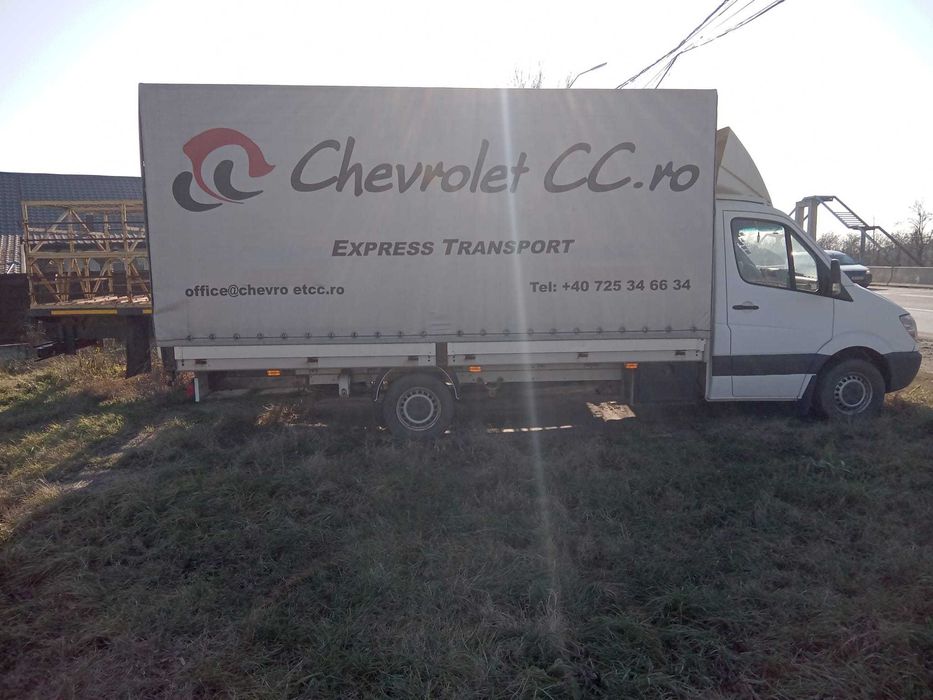 Chevrolet CC.ro
EXPRESS TRANSPORT
office@chevro etcc.ro
Tel: +40 725 34 66 34